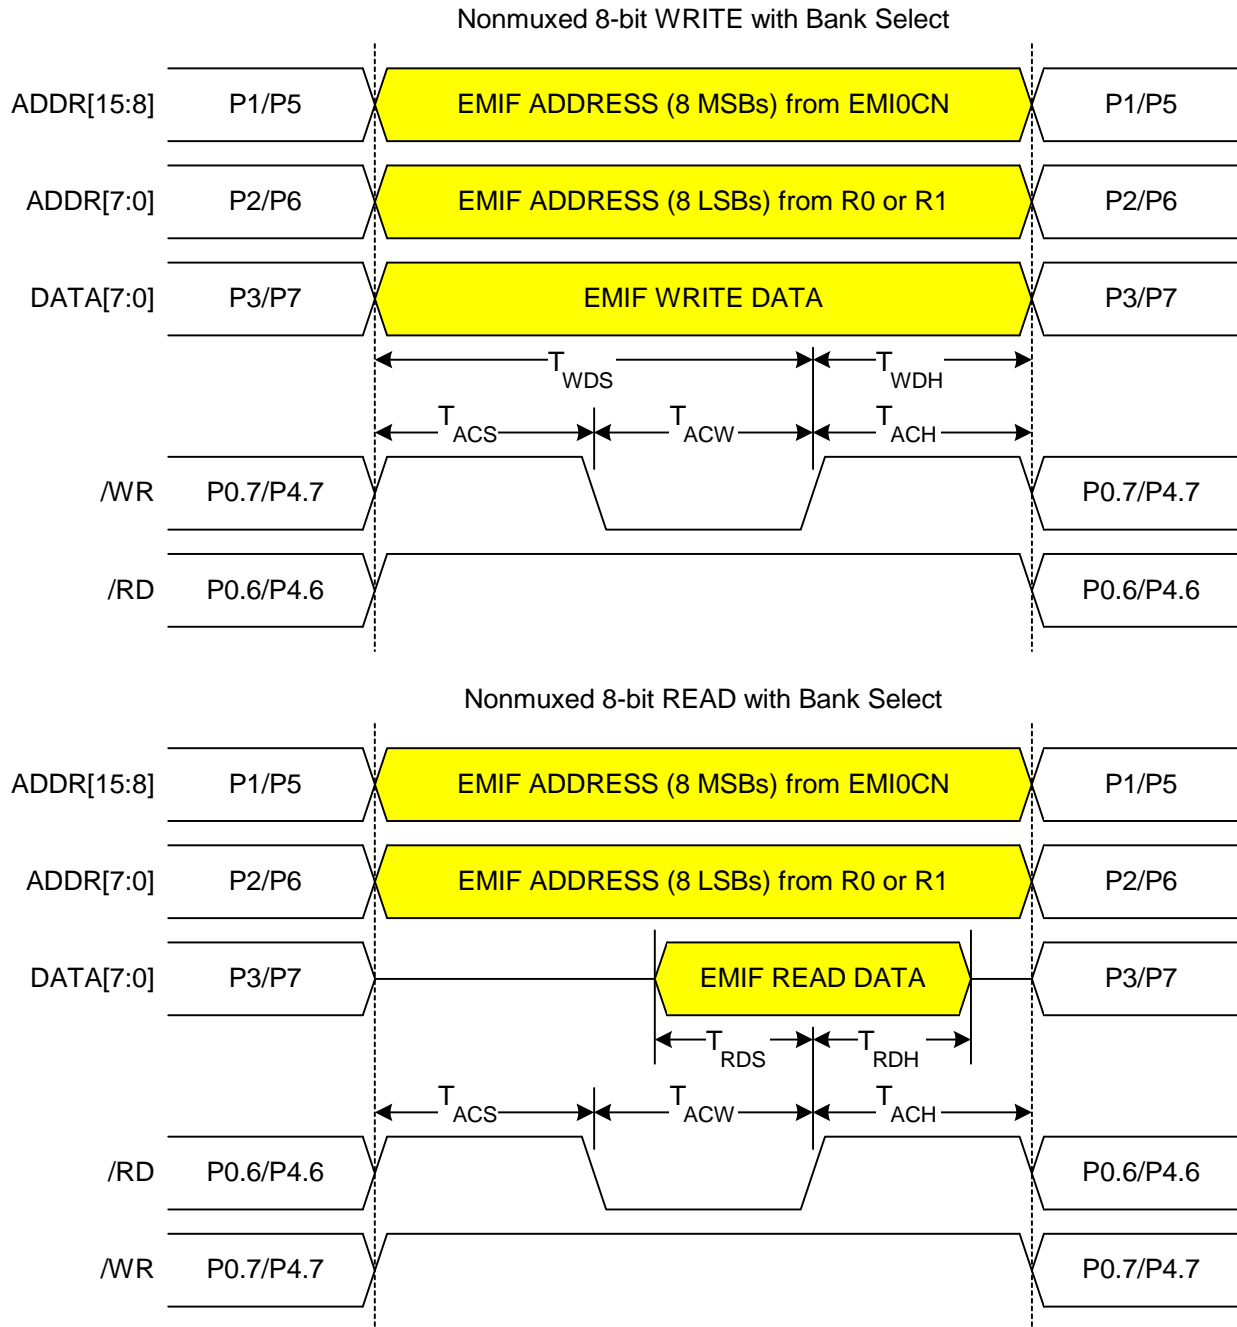 Nonmuxed 8-bit WRITE with Bank Select
ADDR[15:8] P1/P5 EMIF ADDRESS (8 MSBs) from EMI0CN P1/P5
ADDR[7:0] P2/P6 EMIF ADDRESS (8 LSBs) from R0 or R1 P2/P6
DATA[7:0] P3/P7 EMIF WRITE DATA P3/P7
TWDS TWDH
TACS TACW TACH
/WR P0.7/P4.7 P0.7/P4.7
/RD P0.6/P4.6 P0.6/P4.6
Nonmuxed 8-bit READ with Bank Select
ADDR[15:8] P1/P5 EMIF ADDRESS (8 MSBs) from EMI0CN P1/P5
ADDR[7:0] P2/P6 EMIF ADDRESS (8 LSBs) from R0 or R1 P2/P6
DATA[7:0] P3/P7 EMIF READ DATA P3/P7
TRDS TRDH
TACS TACW TACH
/RD P0.6/P4.6 P0.6/P4.6
/WR P0.7/P4.7 P0.7/P4.7